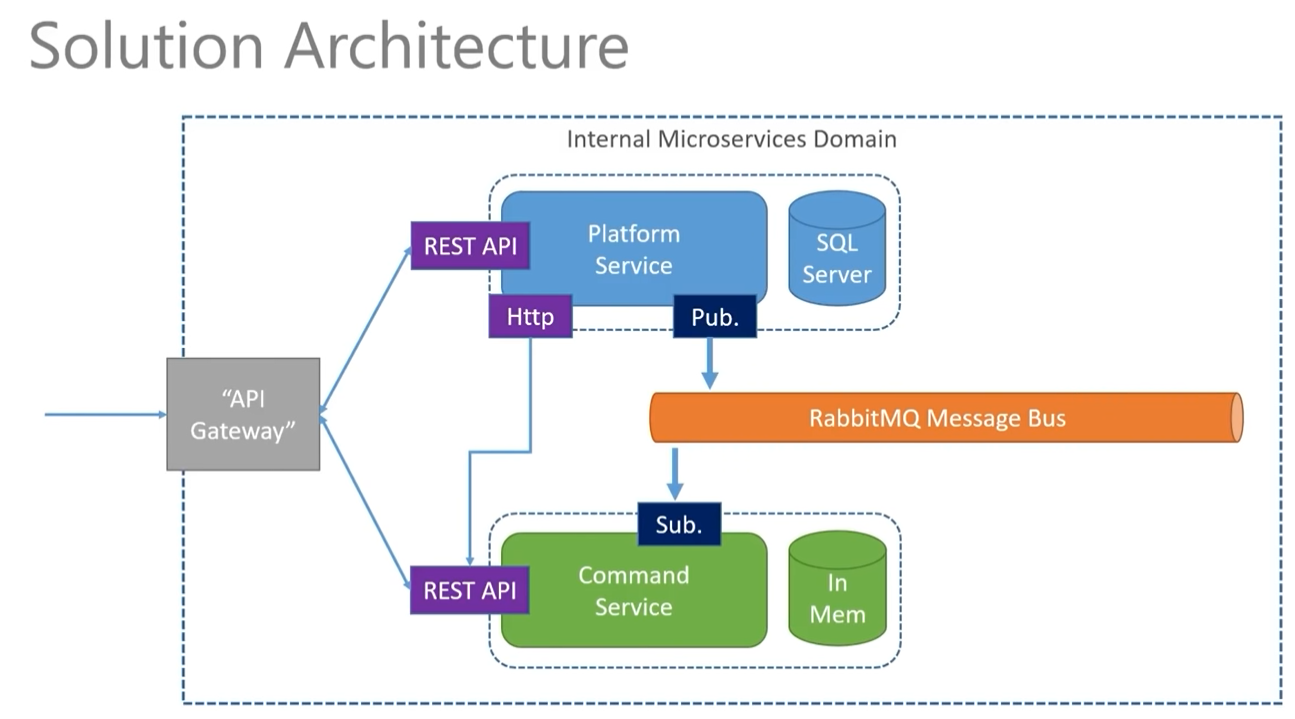 Solution Architecture
Internal Microservices Domain
REST API
Platform
Service
SQL
Server
Http
Pub.
“API
Gateway”
RabbitMQ Message Bus
Sub.
REST API
Command
Service
In
Mem